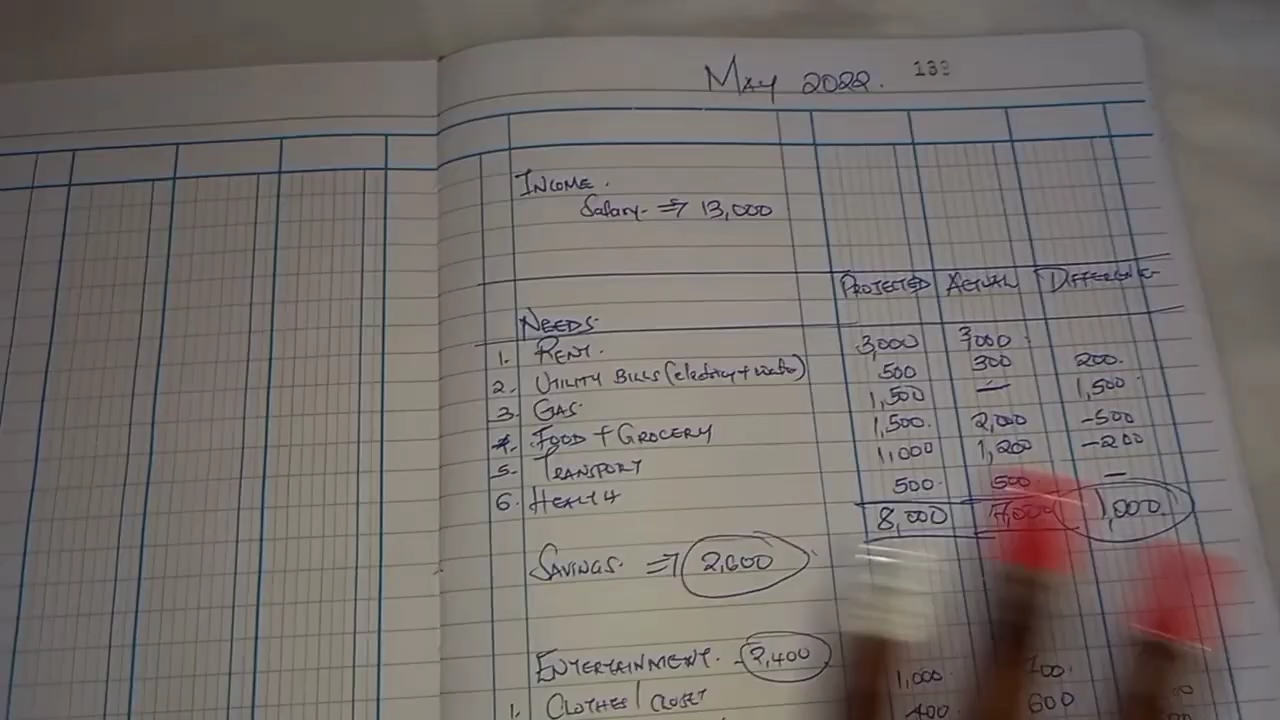 May 2022. 133
INCOME.
Salary ⇒ 13,000
PROJECTED ACTUAL DIFFERENCE
NEEDS.
1. RENT. 3,000 3000
2. UTILITY BILLS (electricity + water) 500 300 200.
3. GAS. 1,500 — 1,500
4. FOOD + GROCERY 1,500. 2,000 -500
5. TRANSPORT 1,000 1,200 -200
6. HEALTH 500. 500. —
8,000 7,000 1,000.
SAVINGS. ⇒ 2,600
ENTERTAINMENT. - 2,400
1. CLOTHES / CLOSET 1,000. 100.
400 600